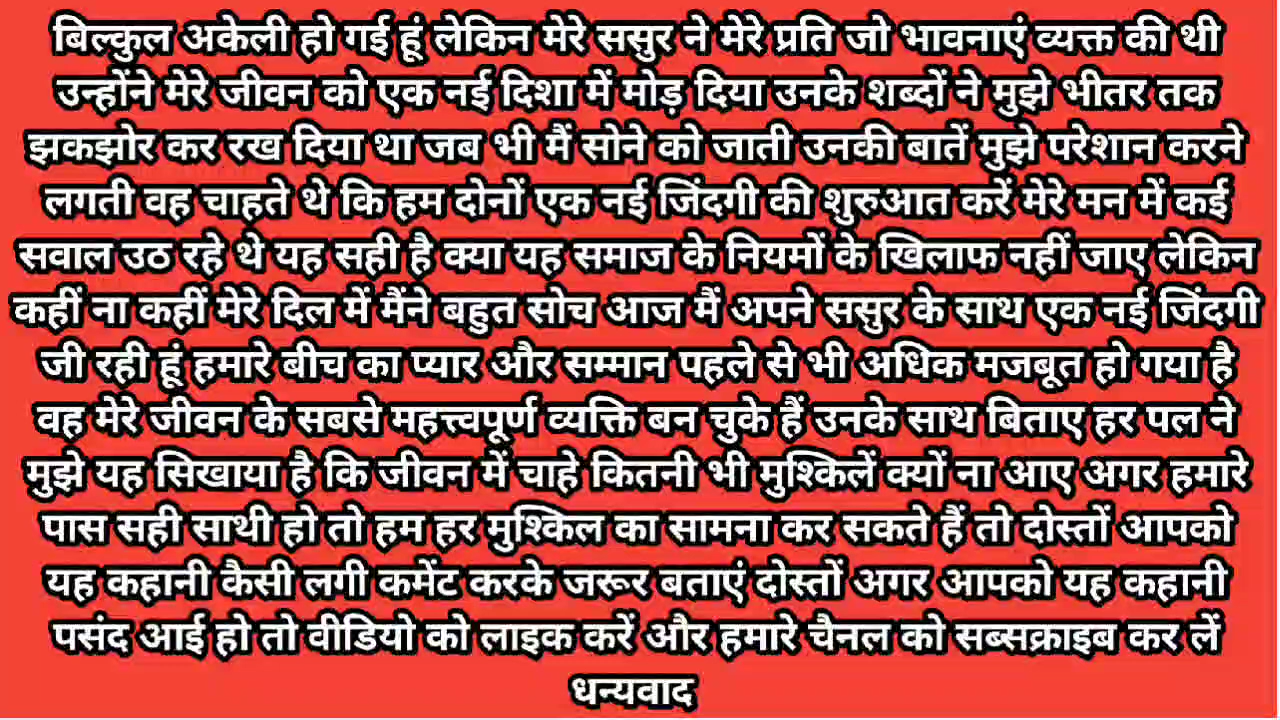 बिल्कुल अकेली हो गई हूं लेकिन मेरे ससुर ने मेरे प्रति जो भावनाएं व्यक्त की थी
उन्होंने मेरे जीवन को एक नई दिशा में मोड़ दिया उनके शब्दों ने मुझे भीतर तक
झकझोर कर रख दिया था जब भी मैं सोने को जाती उनकी बातें मुझे परेशान करने
लगती वह चाहते थे कि हम दोनों एक नई जिंदगी की शुरुआत करें मेरे मन में कई
सवाल उठ रहे थे यह सही है क्या यह समाज के नियमों के खिलाफ नहीं जाए लेकिन
कहीं ना कहीं मेरे दिल में मैंने बहुत सोच आज मैं अपने ससुर के साथ एक नई जिंदगी
जी रही हूं हमारे बीच का प्यार और सम्मान पहले से भी अधिक मजबूत हो गया है
वह मेरे जीवन के सबसे महत्त्वपूर्ण व्यक्ति बन चुके हैं उनके साथ बिताए हर पल ने
मुझे यह सिखाया है कि जीवन में चाहे कितनी भी मुश्किलें क्यों ना आए अगर हमारे
पास सही साथी हो तो हम हर मुश्किल का सामना कर सकते हैं तो दोस्तों आपको
यह कहानी कैसी लगी कमेंट करके जरूर बताएं दोस्तों अगर आपको यह कहानी
पसंद आई हो तो वीडियो को लाइक करें और हमारे चैनल को सब्सक्राइब कर लें
धन्यवाद